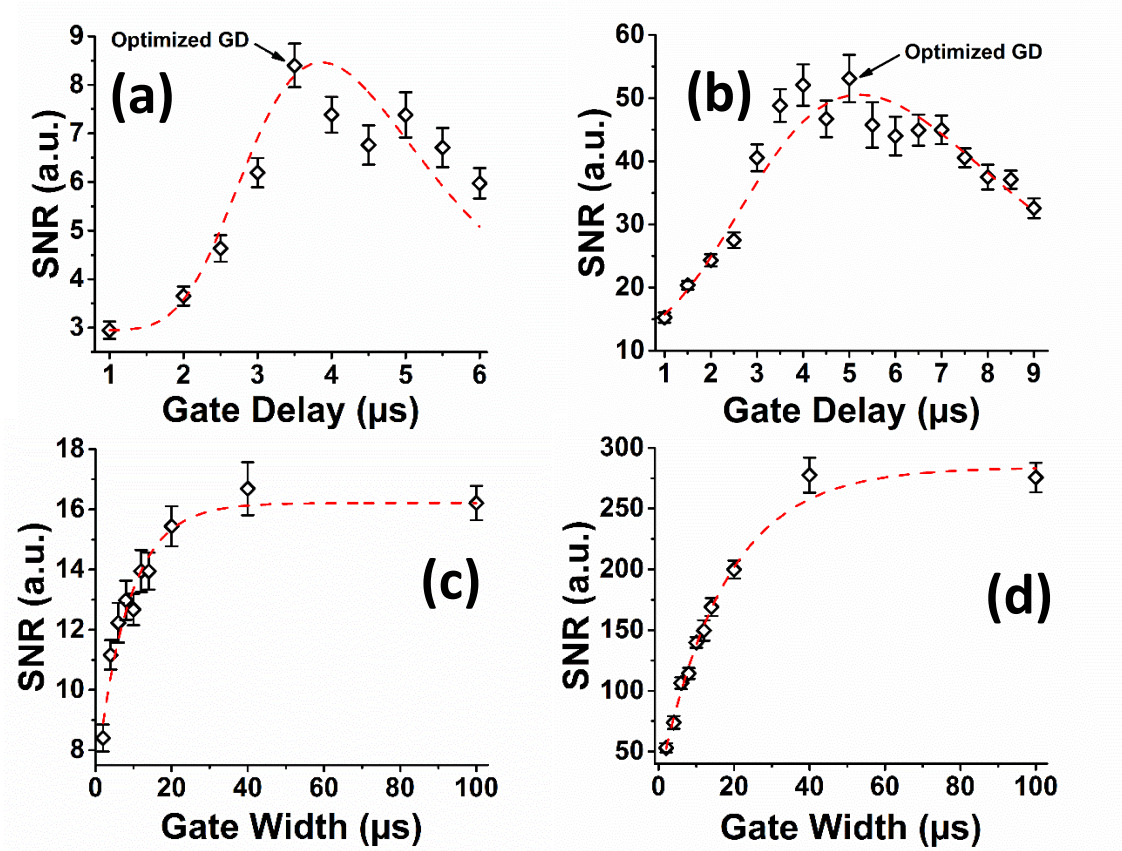 9
8
7
6
5
4
3
SNR (a.u.)
Optimized GD
(a)
1 2 3 4 5 6
Gate Delay (µs)
60
50
40
30
20
10
SNR (a.u.)
Optimized GD
(b)
1 2 3 4 5 6 7 8 9
Gate Delay (µs)
18
16
14
12
10
8
SNR (a.u.)
(c)
0 20 40 60 80 100
Gate Width (µs)
300
250
200
150
100
50
SNR (a.u.)
(d)
0 20 40 60 80 100
Gate Width (µs)